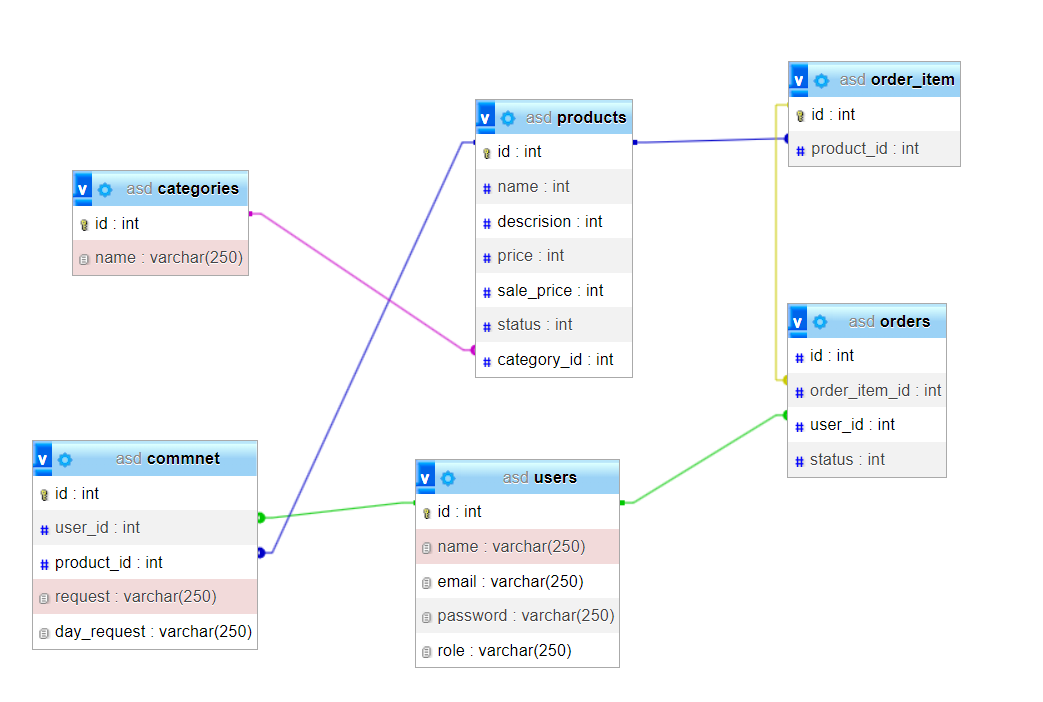 asd categories
id : int
name : varchar(250)
asd products
id : int
name : int
descrision : int
price : int
sale_price : int
status : int
category_id : int
asd order_item
id : int
product_id : int
asd orders
id : int
order_item_id : int
user_id : int
status : int
asd commnet
id : int
user_id : int
product_id : int
request : varchar(250)
day_request : varchar(250)
asd users
id : int
name : varchar(250)
email : varchar(250)
password : varchar(250)
role : varchar(250)